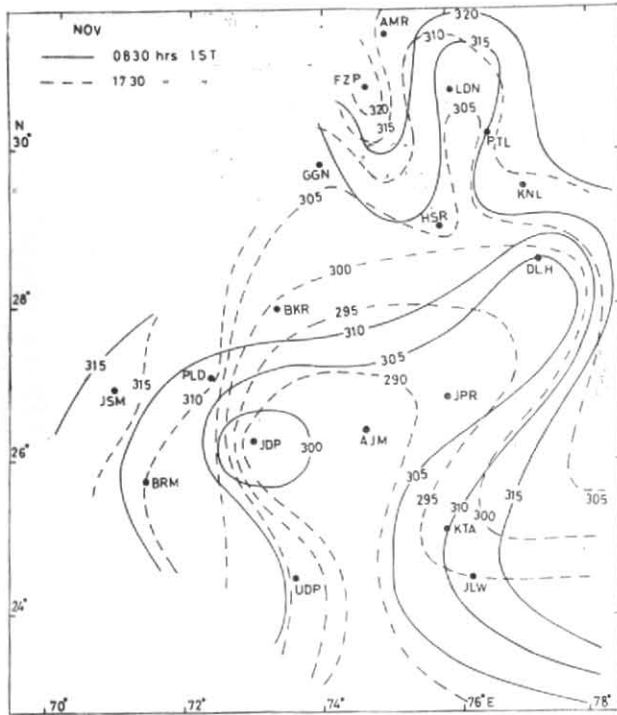 NOV
0830 hrs IST
1730 " "
AMR
320
310
315
FZP
LDN
320
305
315
PTL
N
30°
GGN
KNL
305
HSR
300
DLH
28°
BKR
295
310
315
305
PLD
315
290
JSM
310
JPR
26°
JDP
300
AJM
BRM
305
295
310
315
305
300
KTA
UDP
JLW
24°
70°
72°
74°
76°E
78°